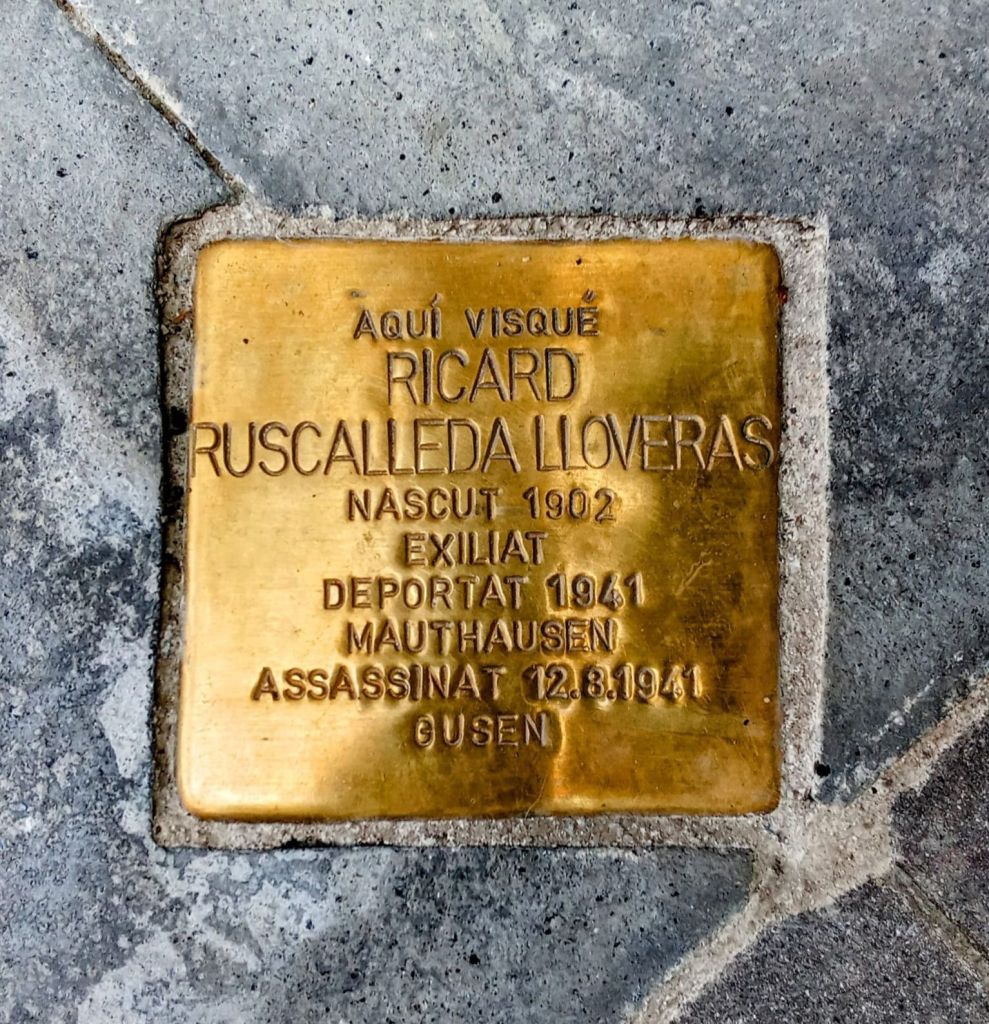 AQUÍ VISQUÉ
RICARD
RUSCALLEDA LLOVERAS
NASCUT 1902
EXILIAT
DEPORTAT 1941
MAUTHAUSEN
ASSASSINAT 12.8.1941
GUSEN